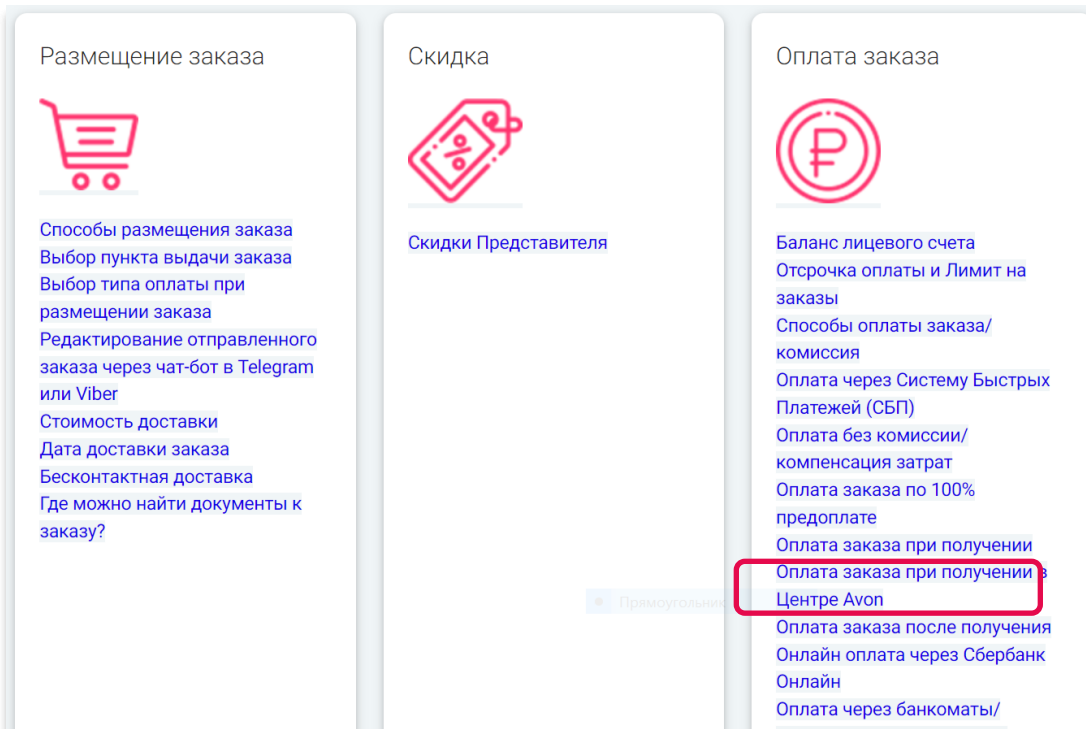 Размещение заказа
Способы размещения заказа
Выбор пункта выдачи заказа
Выбор типа оплаты при
размещении заказа
Редактирование отправленного
заказа через чат-бот в Telegram
или Viber
Стоимость доставки
Дата доставки заказа
Бесконтактная доставка
Где можно найти документы к
заказу?
Скидка
Скидки Представителя
Прямоугольник
Оплата заказа
Баланс лицевого счета
Отсрочка оплаты и Лимит на
заказы
Способы оплаты заказа/
комиссия
Оплата через Систему Быстрых
Платежей (СБП)
Оплата без комиссии/
компенсация затрат
Оплата заказа по 100%
предоплате
Оплата заказа при получении
Оплата заказа при получении в
Центре Avon
Оплата заказа после получения
Онлайн оплата через Сбербанк
Онлайн
Оплата через банкоматы/